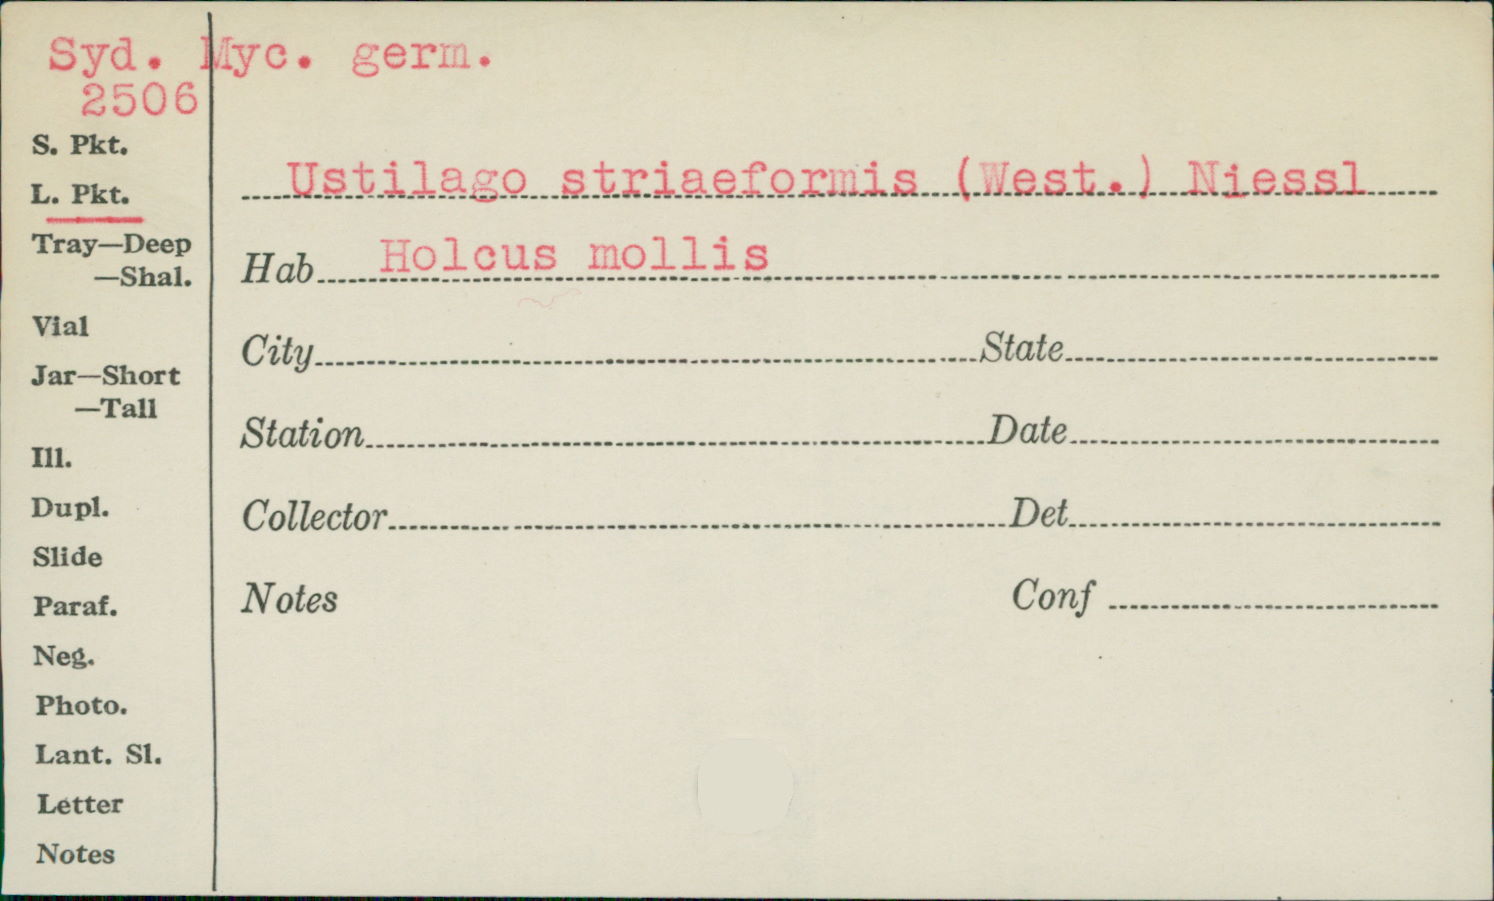 Syd. Myc. germ.
2506
S. Pkt.
L. Pkt.
Tray—Deep
—Shal.
Vial
Jar—Short
—Tall
Ill.
Dupl.
Slide
Paraf.
Neg.
Photo.
Lant. Sl.
Letter
Notes
Ustilago striaeformis (West.) Niessl
Hab Holcus mollis
City State
Station Date
Collector Det
Notes Conf